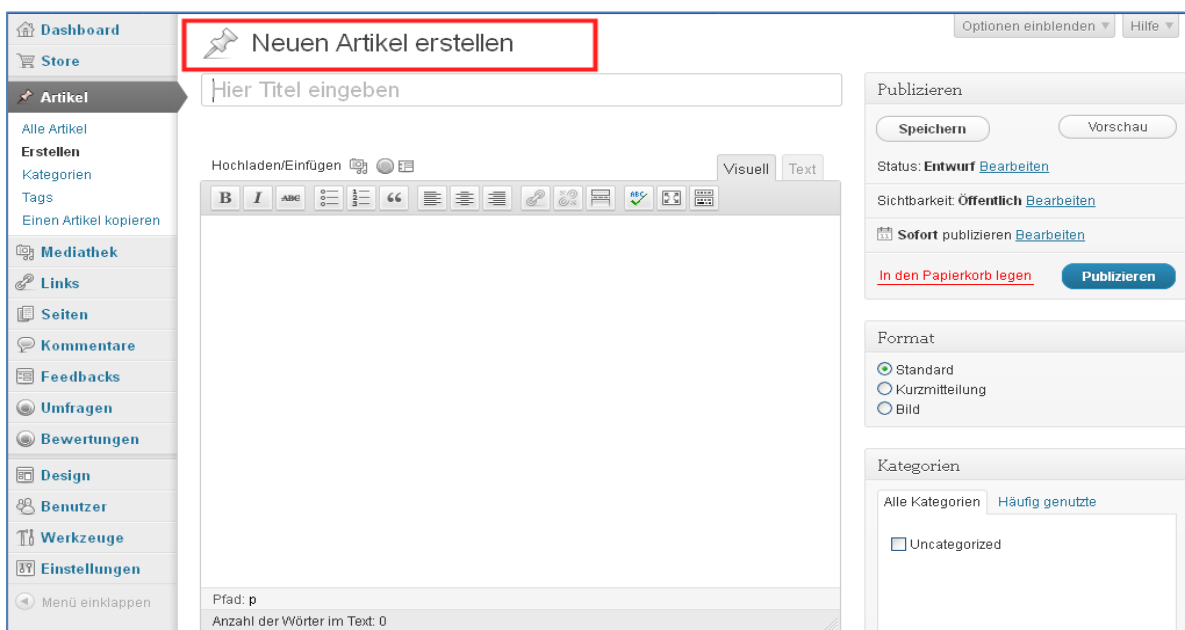 Dashboard
Store
Artikel
Alle Artikel
Erstellen
Kategorien
Tags
Einen Artikel kopieren
Mediathek
Links
Seiten
Kommentare
Feedbacks
Umfragen
Bewertungen
Design
Benutzer
Werkzeuge
Einstellungen
Menü einklappen
Optionen einblenden Hilfe
Neuen Artikel erstellen
Hier Titel eingeben
Hochladen/Einfügen
Visuell Text
B I ABC ABC
Pfad: p
Anzahl der Wörter im Text: 0
Publizieren
Speichern Vorschau
Status: Entwurf Bearbeiten
Sichtbarkeit: Öffentlich Bearbeiten
Sofort publizieren Bearbeiten
In den Papierkorb legen Publizieren
Format
Standard
Kurzmitteilung
Bild
Kategorien
Alle Kategorien Häufig genutzte
Uncategorized